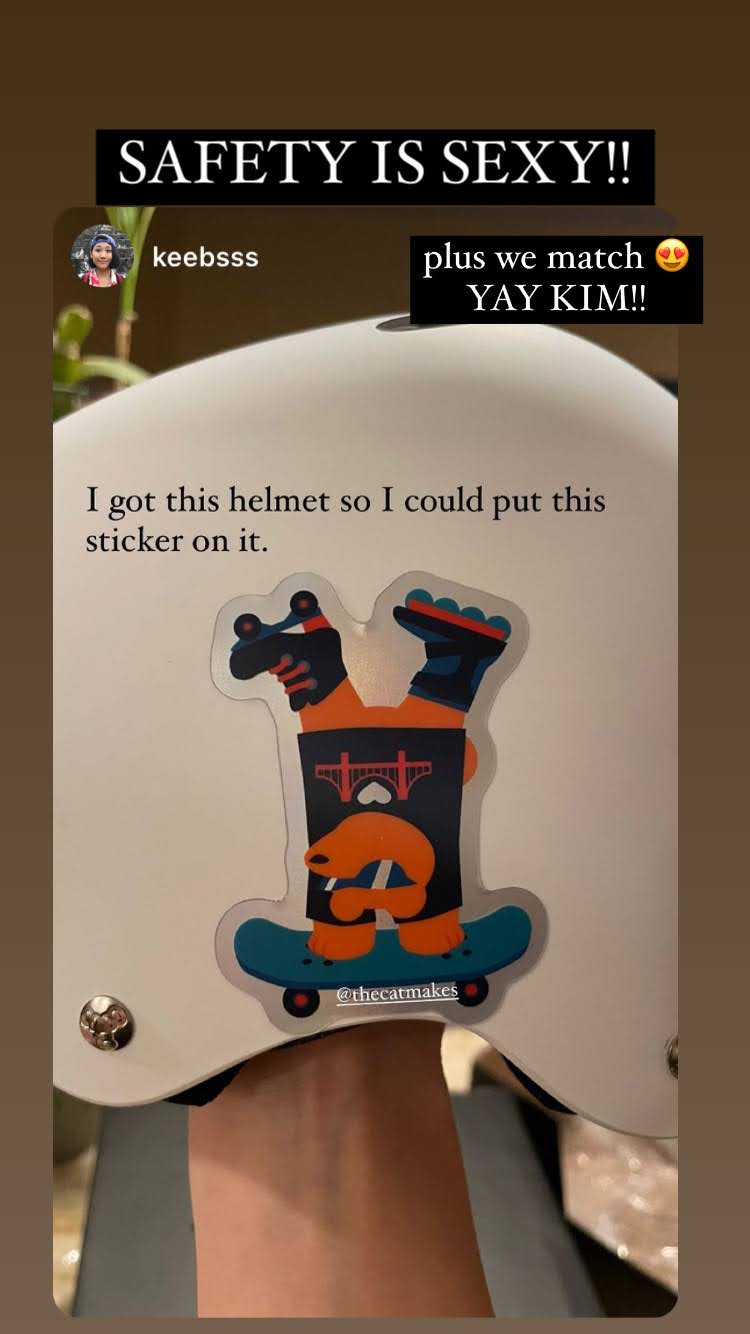 SAFETY IS SEXY!!
keebsss
plus we match 😍
YAY KIM!!
I got this helmet so I could put this
sticker on it.
@thecatmakes